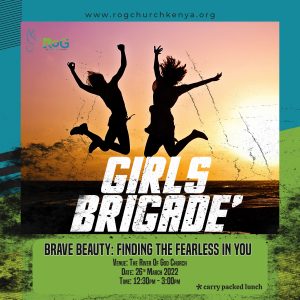 www.rogchurchkenya.org
RoG
GIRLS
BRIGADE'
BRAVE BEAUTY: FINDING THE FEARLESS IN YOU
VENUE: THE RIVER OF GOD CHURCH
DATE: 26TH MARCH 2022
TIME: 12:30PM - 3:00PM
*carry packed lunch